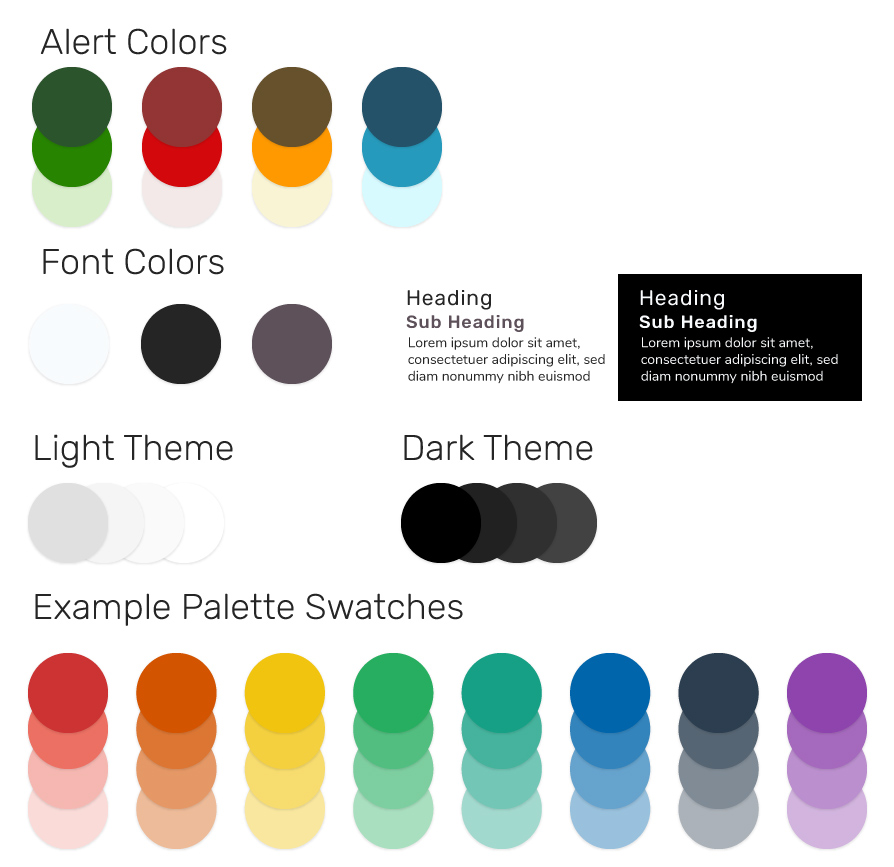 Alert Colors
Font Colors
Heading
Sub Heading
Lorem ipsum dolor sit amet,
consectetuer adipiscing elit, sed
diam nonummy nibh euismod
Heading
Sub Heading
Lorem ipsum dolor sit amet,
consectetuer adipiscing elit, sed
diam nonummy nibh euismod
Light Theme
Dark Theme
Example Palette Swatches